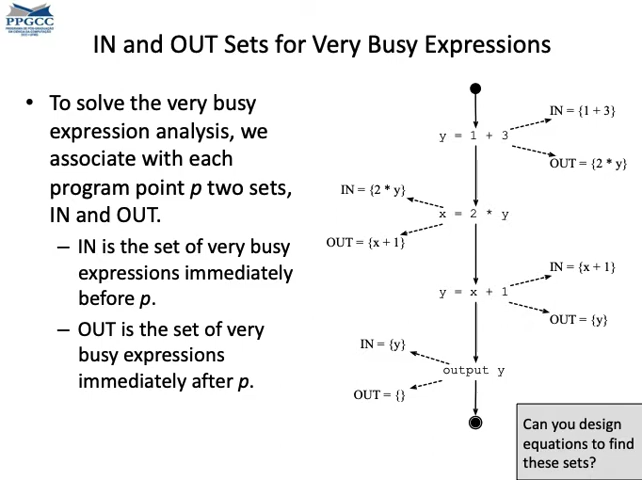 PPGCC
IN and OUT Sets for Very Busy Expressions
• To solve the very busy
expression analysis, we
associate with each
program point p two sets,
IN and OUT.
– IN is the set of very busy
expressions immediately
before p.
– OUT is the set of very
busy expressions
immediately after p.
IN = {1 + 3}
y = 1 + 3
OUT = {2 * y}
IN = {2 * y}
x = 2 * y
OUT = {x + 1}
IN = {x + 1}
y = x + 1
OUT = {y}
IN = {y}
output y
OUT = {}
Can you design
equations to find
these sets?